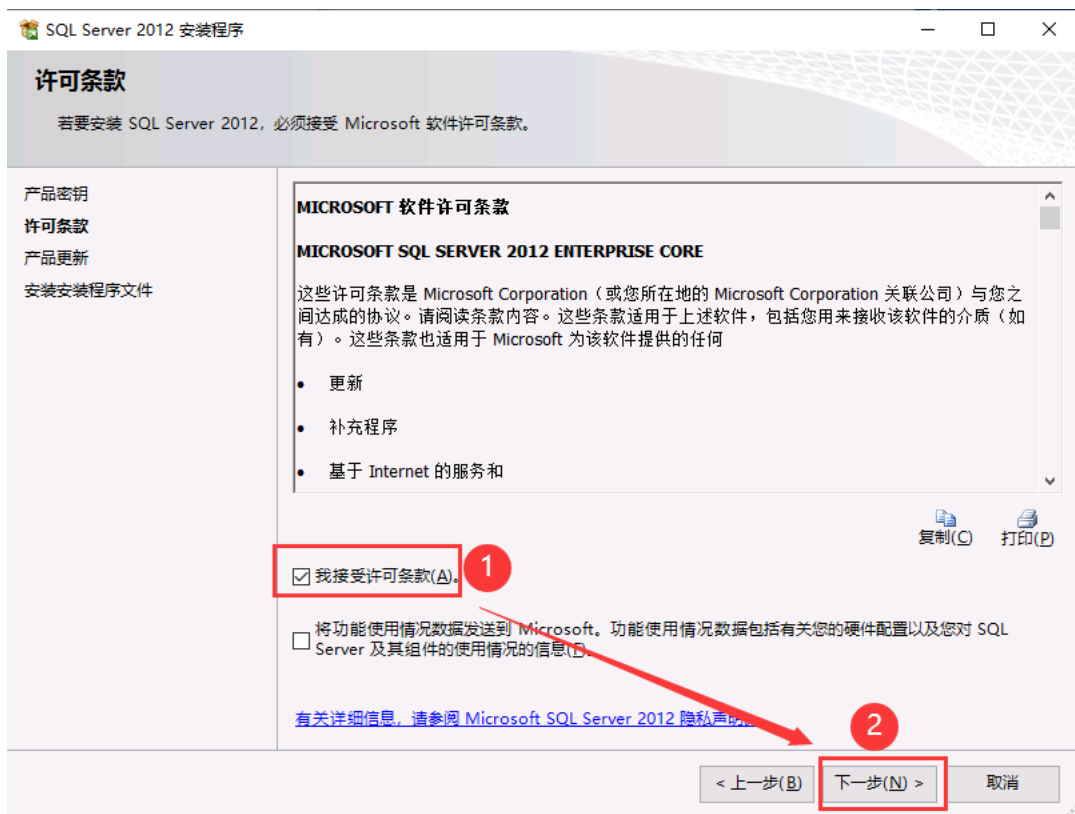 SQL Server 2012 安装程序
许可条款
若要安装 SQL Server 2012，必须接受 Microsoft 软件许可条款。
产品密钥
许可条款
产品更新
安装安装程序文件
MICROSOFT 软件许可条款
MICROSOFT SQL SERVER 2012 ENTERPRISE CORE
这些许可条款是 Microsoft Corporation（或您所在地的 Microsoft Corporation 关联公司）与您之
间达成的协议。请阅读条款内容。这些条款适用于上述软件，包括您用来接收该软件的介质（如
有）。这些条款也适用于 Microsoft 为该软件提供的任何
• 更新
• 补充程序
• 基于 Internet 的服务和
复制(C) 打印(P)
我接受许可条款(A)。
1
将功能使用情况数据发送到 Microsoft。功能使用情况数据包括有关您的硬件配置以及您对 SQL
Server 及其组件的使用情况的信息(F)。
有关详细信息，请参阅 Microsoft SQL Server 2012 隐私声明
2
< 上一步(B) 下一步(N) > 取消